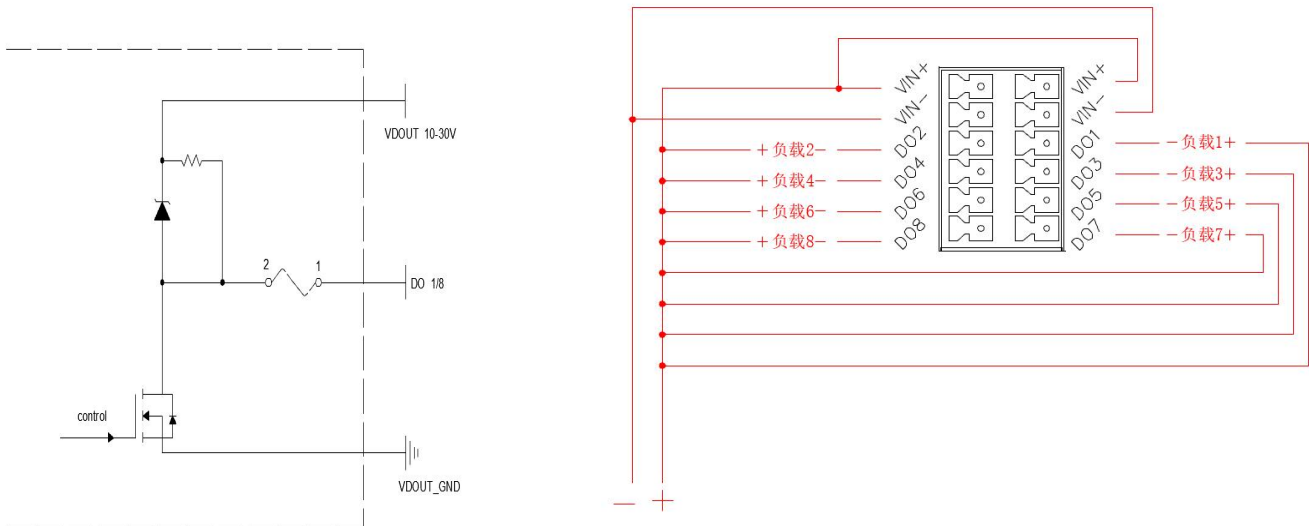 VDOUT 10-30V
2
1
DO 1/8
control
VDOUT_GND
VIN+
VIN-
DO2
DO4
DO6
DO8
VIN+
VIN-
DO1
DO3
DO5
DO7
+负载2-
+负载4-
+负载6-
+负载8-
-负载1+
-负载3+
-负载5+
-负载7+
- +